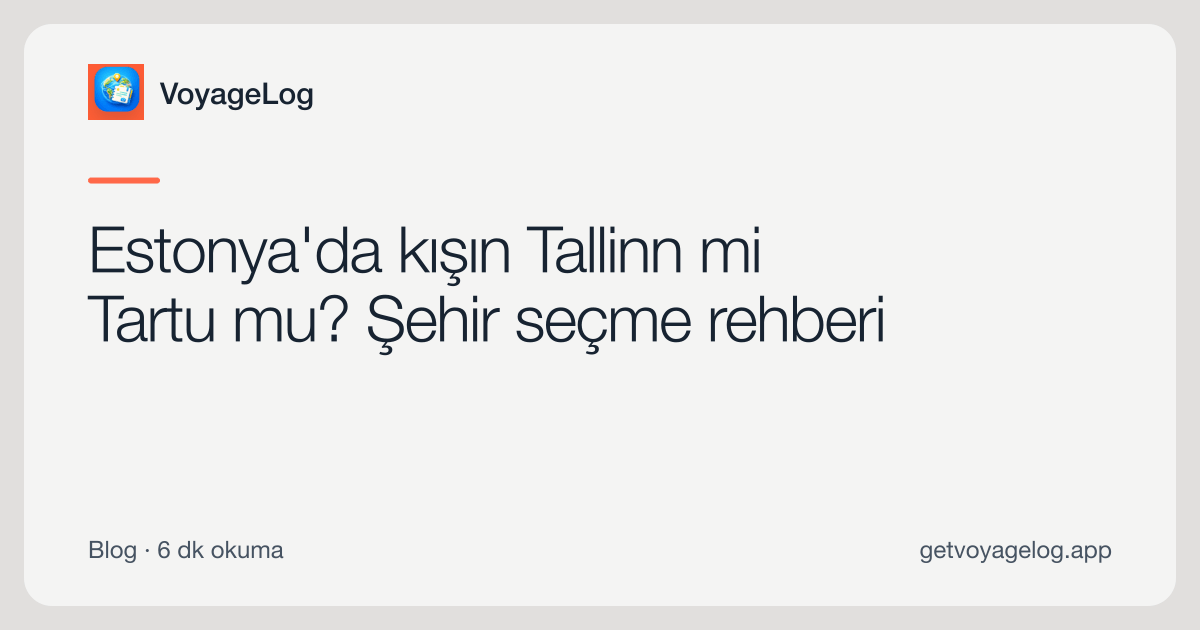 VoyageLog
Estonya'da kışın Tallinn mi
Tartu mu? Şehir seçme rehberi
Blog · 6 dk okuma
getvoyagelog.app